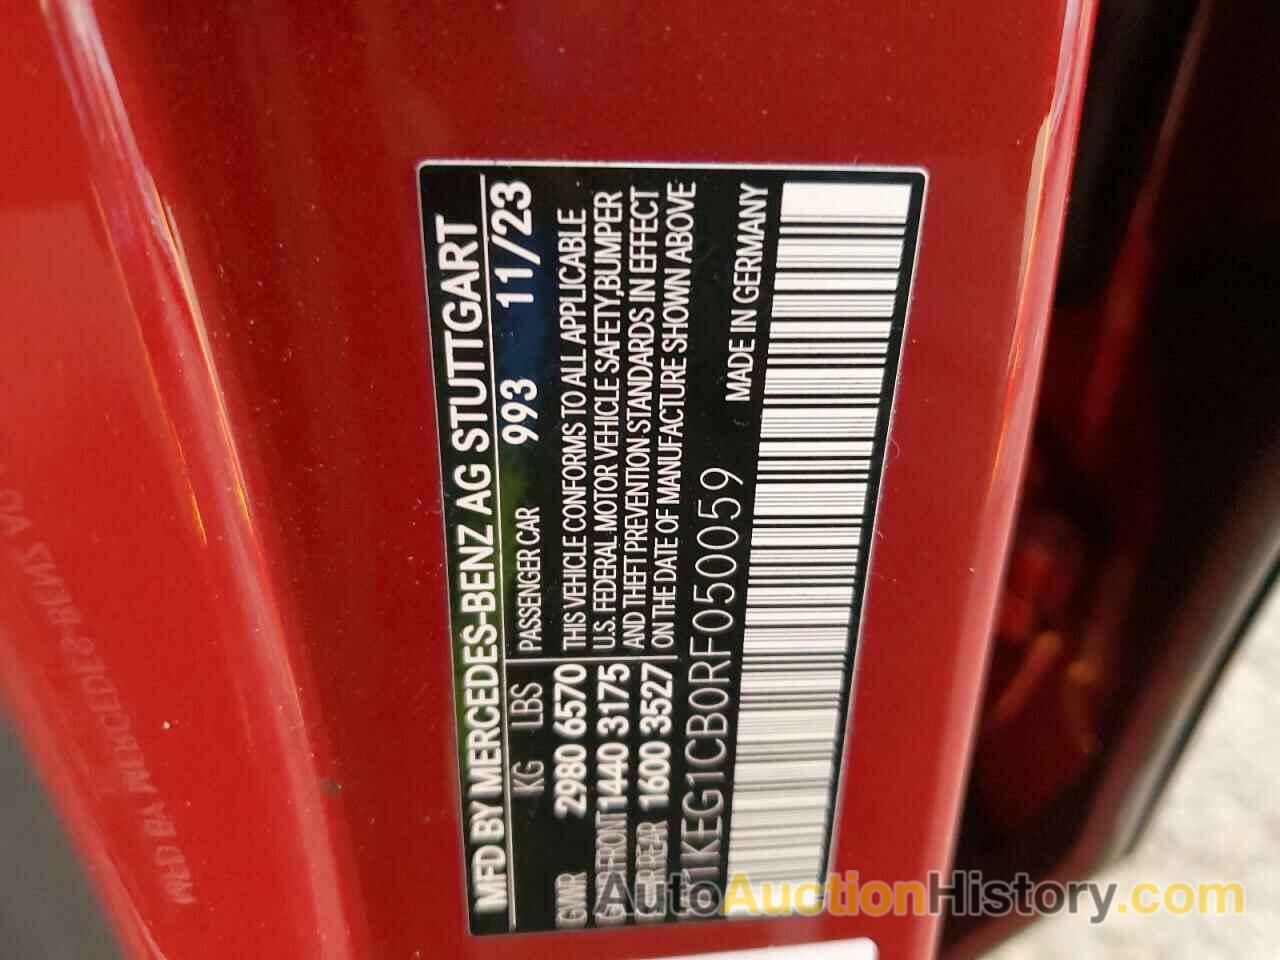 MFD BY MERCEDES-BENZ AG STUTTGART
KG LBS PASSENGER CAR 993 11/23
GVWR 2980 6570 THIS VEHICLE CONFORMS TO ALL APPLICABLE
FRONT 1440 3175 U.S. FEDERAL MOTOR VEHICLE SAFETY,BUMPER
REAR 1600 3527 AND THEFT PREVENTION STANDARDS IN EFFECT
ON THE DATE OF MANUFACTURE SHOWN ABOVE
1KEG1CB0RF050059 MADE IN GERMANY
AutoAuctionHistory.com